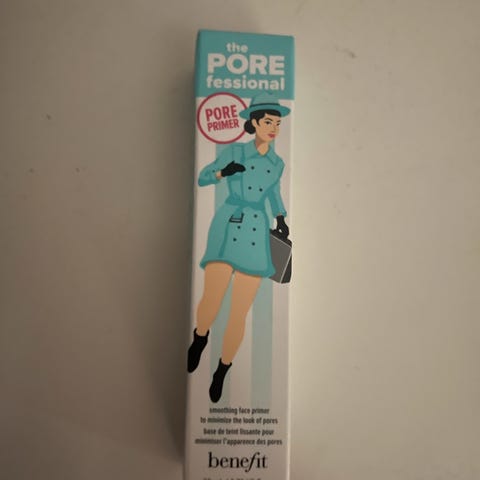 the
PORE
fessional
PORE
PRIMER
smoothing face primer
to minimize the look of pores
base de teint lissante pour
minimiser l'apparence des pores
benefit